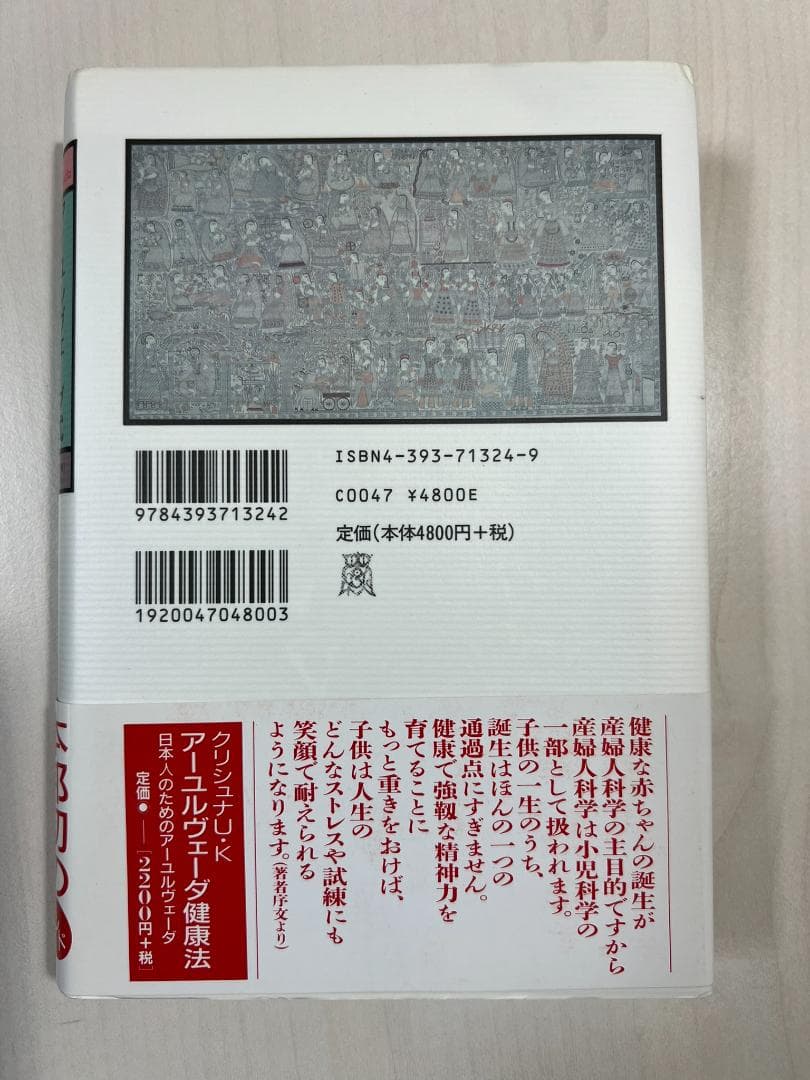 ISBN4-393-71324-9
C0047 ¥4800E
定価(本体4800円+税)
9784393713242
1920047048003
健康な赤ちゃんの誕生が
産婦人科学の主目的ですから
産婦人科学は小児科学の
一部として扱われます。
子供の一生のうち、
誕生はほんの一つの
通過点にすぎません。
健康で強靱な精神力を
育てることに
もっと重きをおけば、
子供は人生の
どんなストレスや試練にも
笑顔で耐えられる
ようになります。(著者序文より)
クリシュナU・K
アーユルヴェーダ健康法
日本人のためのアーユルヴェーダ
定価●―[2200円+税]